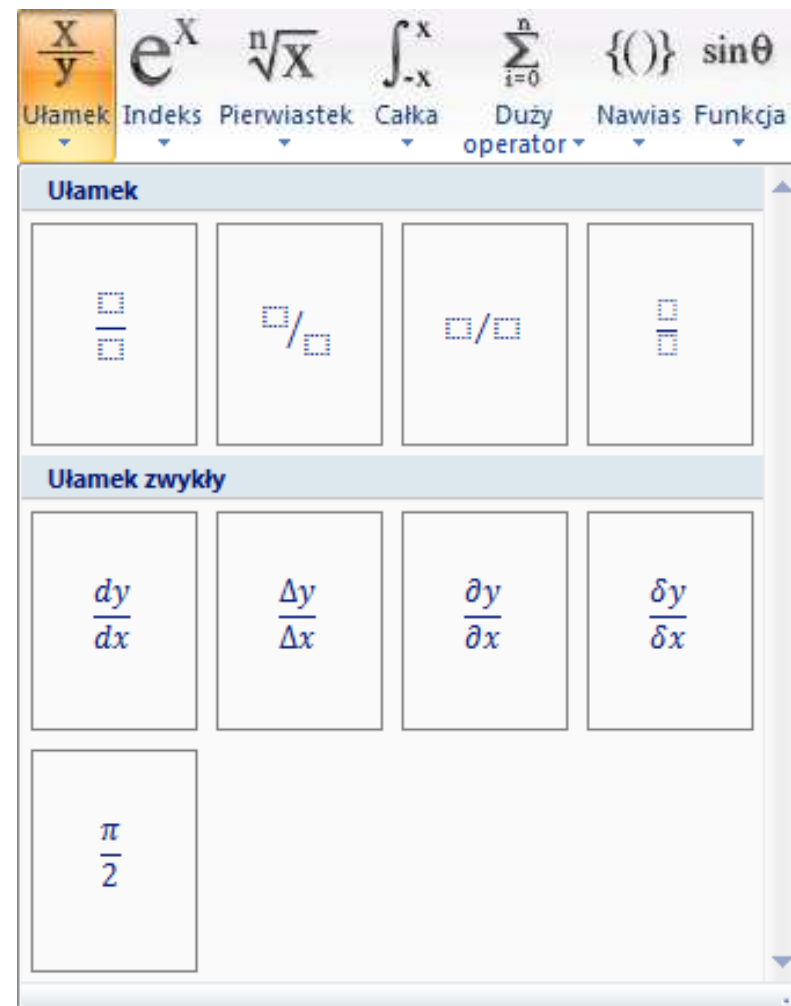 x/y e^x ⁿ√x ∫_-x^x ∑_i=0^n {()} sinθ
Ułamek Indeks Pierwiastek Całka Duży operator Nawias Funkcja
Ułamek
/ /
Ułamek zwykły
dy/dx Δy/Δx ∂y/∂x δy/δx
π/2